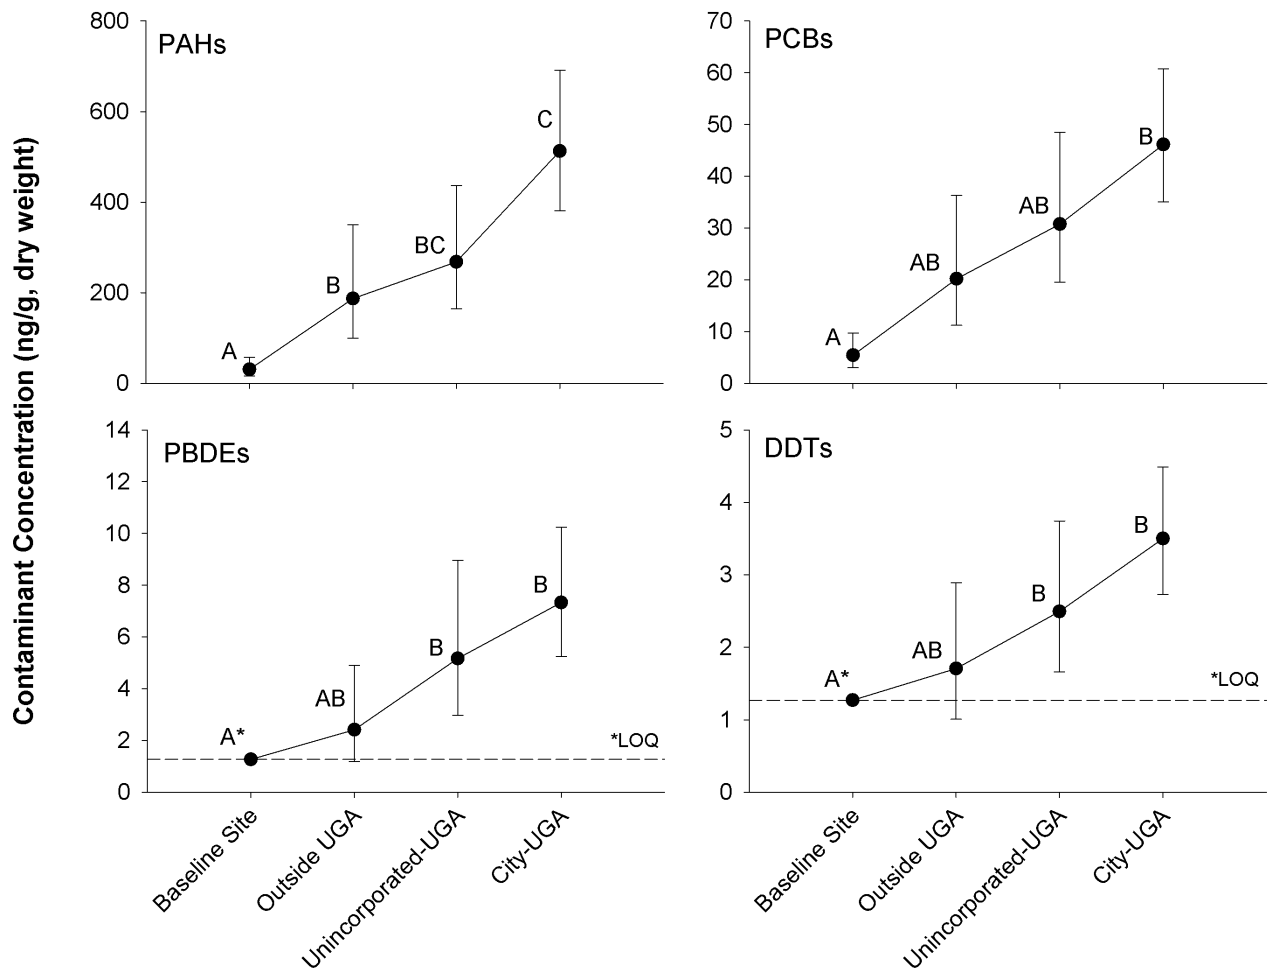 Contaminant Concentration (ng/g, dry weight)
PAHs
800
600
400
200
0
A
B
BC
C
PCBs
70
60
50
40
30
20
10
0
A
AB
AB
B
PBDEs
14
12
10
8
6
4
2
0
A*
AB
B
B
*LOQ
Baseline Site
Outside UGA
Unincorporated-UGA
City-UGA
DDTs
5
4
3
2
1
0
A*
AB
B
B
*LOQ
Baseline Site
Outside UGA
Unincorporated-UGA
City-UGA